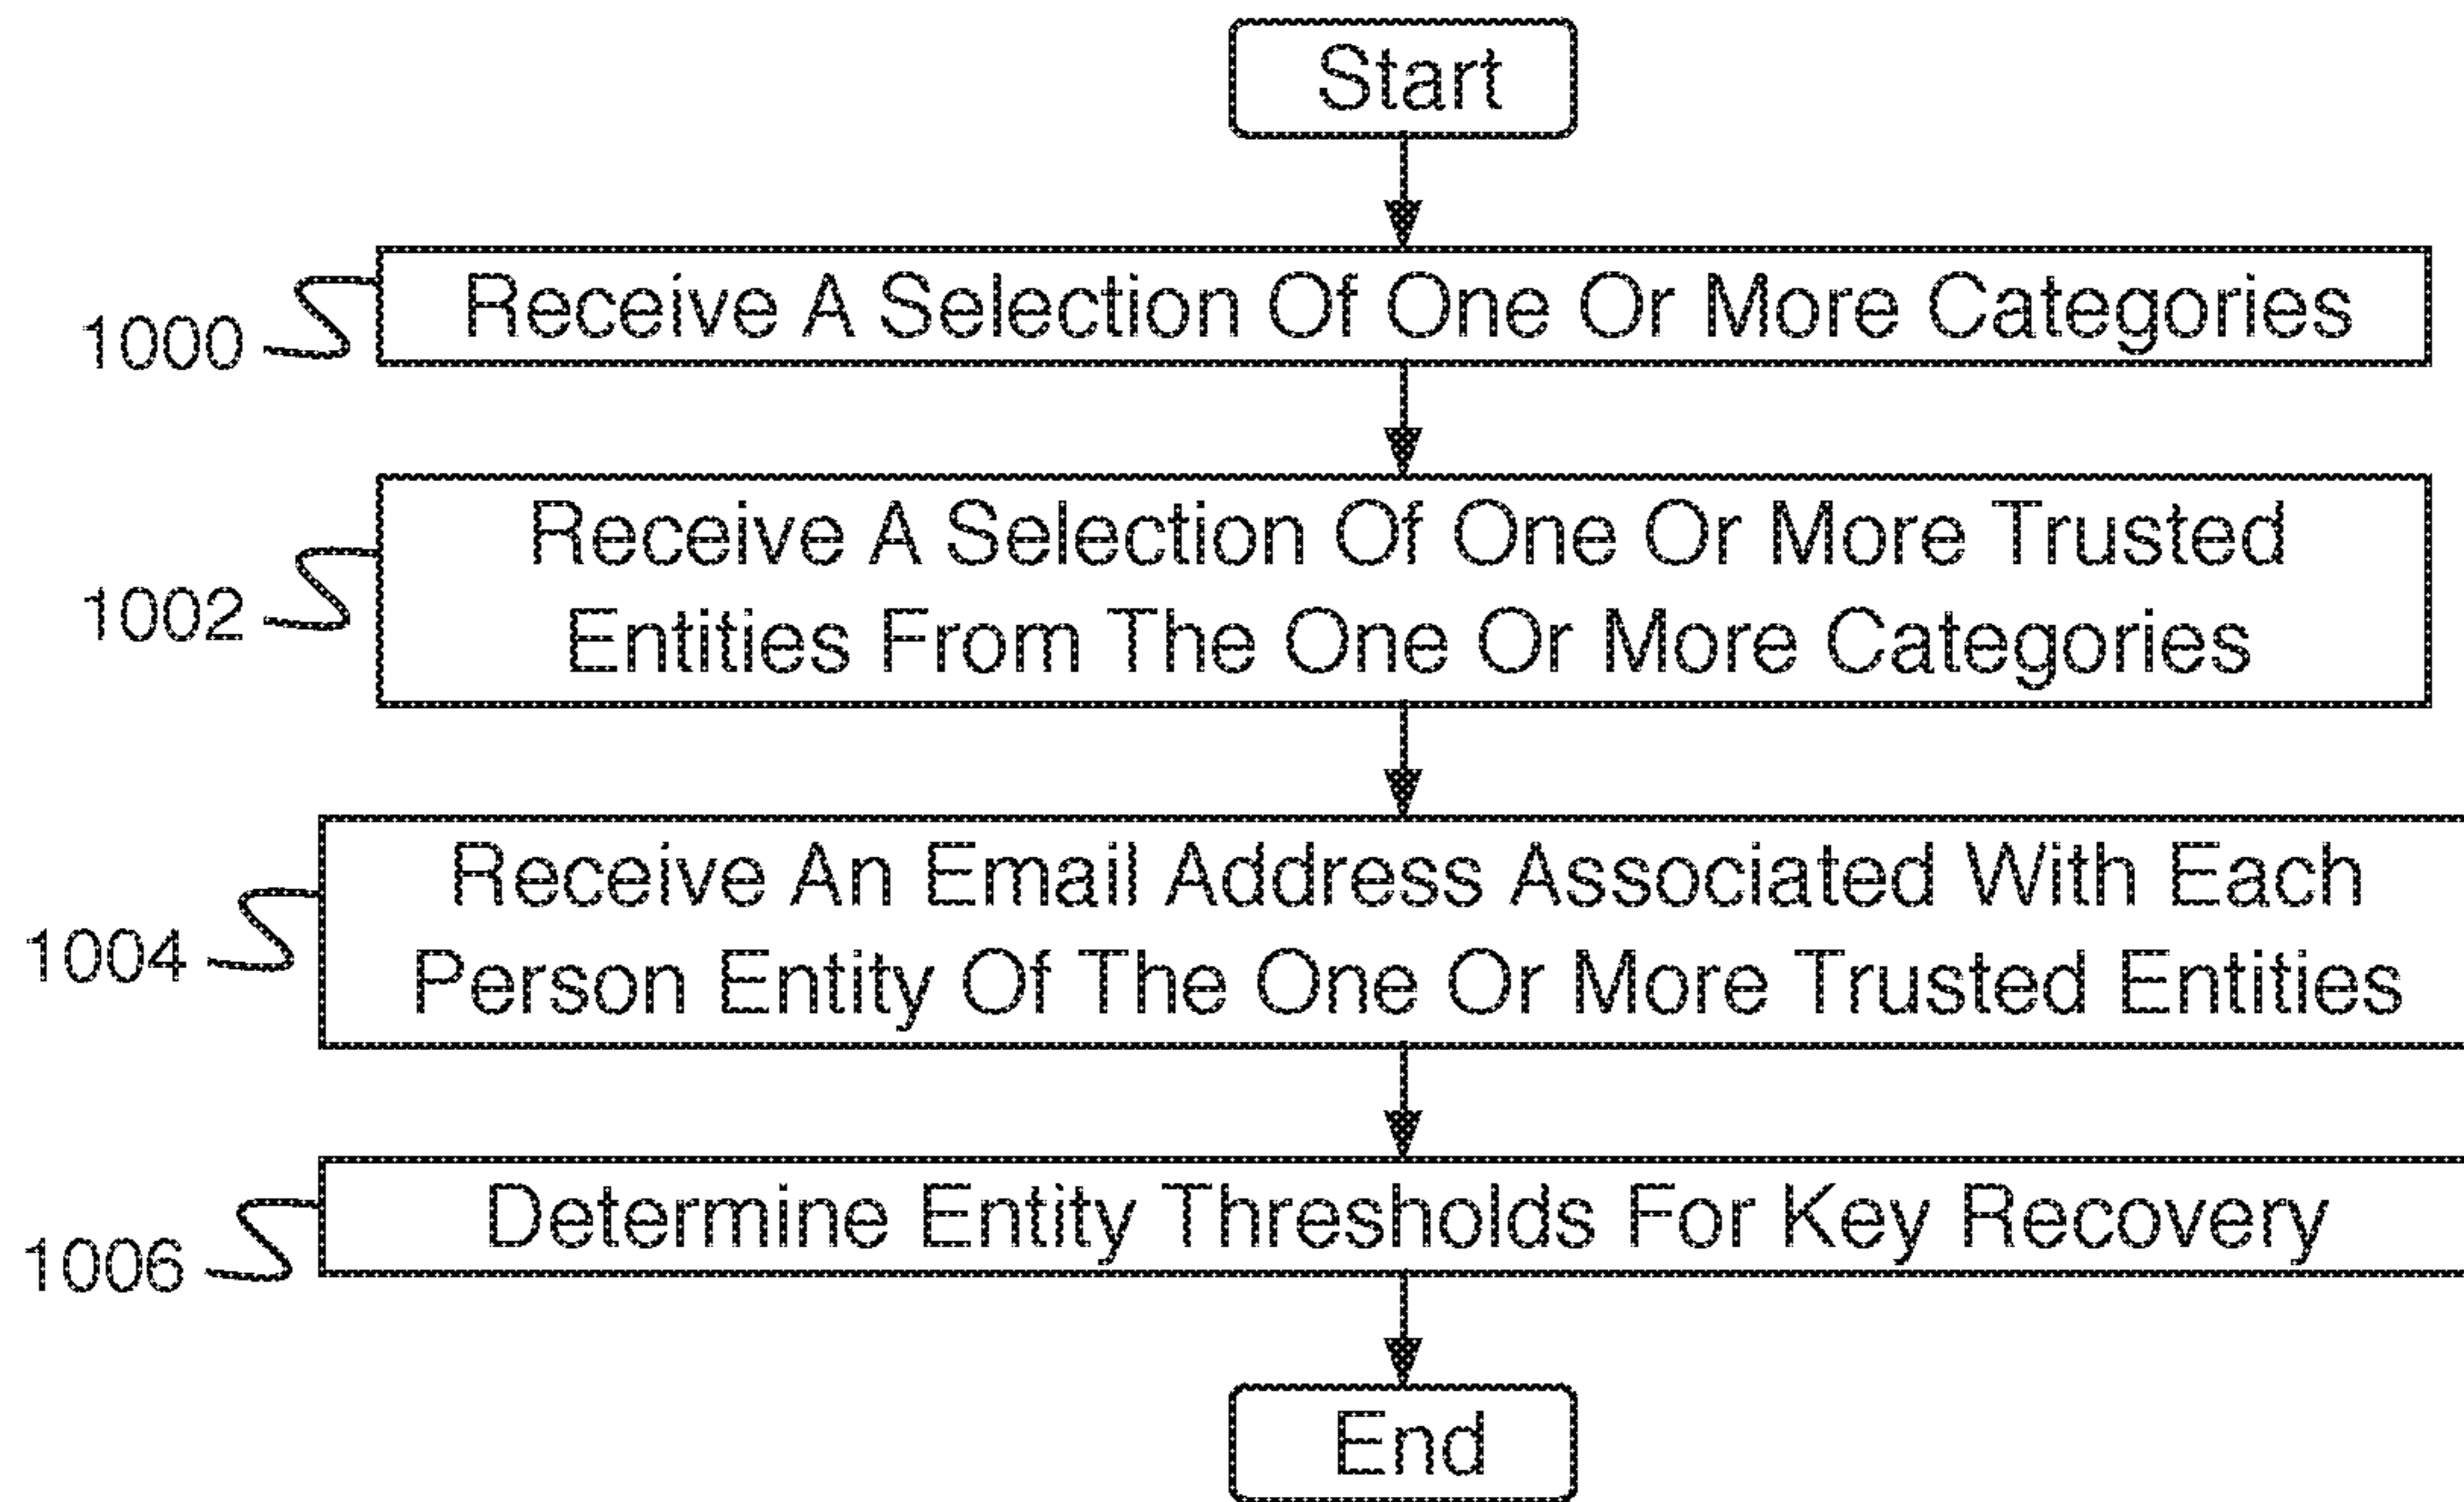 Start
1000
Receive A Selection Of One Or More Categories
1002
Receive A Selection Of One Or More Trusted
Entities From The One Or More Categories
1004
Receive An Email Address Associated With Each
Person Entity Of The One Or More Trusted Entities
1006
Determine Entity Thresholds For Key Recovery
End